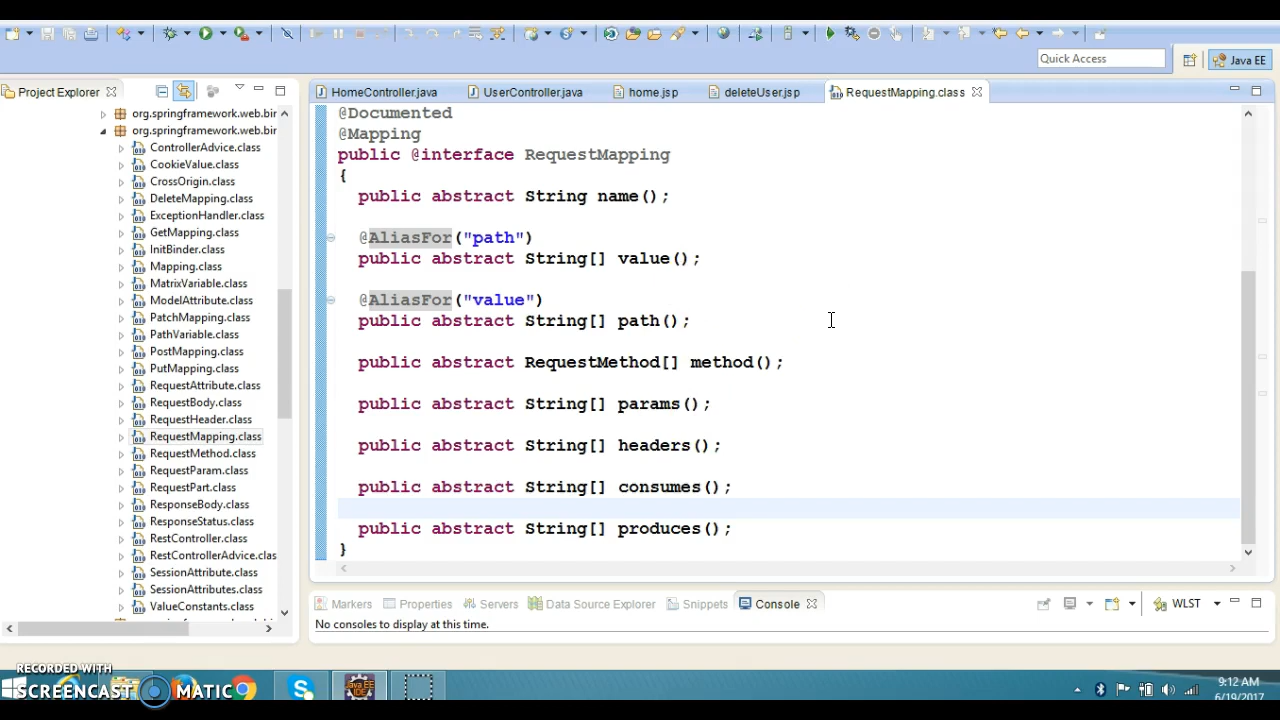 Quick Access
Java EE
Project Explorer
HomeController.java
UserController.java
home.jsp
deleteUser.jsp
RequestMapping.class
org.springframework.web.bir
org.springframework.web.bir
ControllerAdvice.class
CookieValue.class
CrossOrigin.class
DeleteMapping.class
ExceptionHandler.class
GetMapping.class
InitBinder.class
Mapping.class
MatrixVariable.class
ModelAttribute.class
PatchMapping.class
PathVariable.class
PostMapping.class
PutMapping.class
RequestAttribute.class
RequestBody.class
RequestHeader.class
RequestMapping.class
RequestMethod.class
RequestParam.class
RequestPart.class
ResponseBody.class
ResponseStatus.class
RestController.class
RestControllerAdvice.clas
SessionAttribute.class
SessionAttributes.class
ValueConstants.class
@Documented
@Mapping
public @interface RequestMapping
{
public abstract String name();
@AliasFor("path")
public abstract String[] value();
@AliasFor("value")
public abstract String[] path();
public abstract RequestMethod[] method();
public abstract String[] params();
public abstract String[] headers();
public abstract String[] consumes();
public abstract String[] produces();
}
Markers
Properties
Servers
Data Source Explorer
Snippets
Console
WLST
No consoles to display at this time.
RECORDED WITH
SCREENCAST MATIC
Java EE
IDE
9:12 AM
6/19/2017